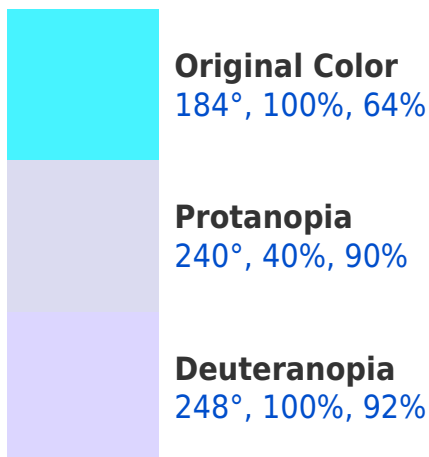 Original Color
184°, 100%, 64%
Protanopia
240°, 40%, 90%
Deuteranopia
248°, 100%, 92%